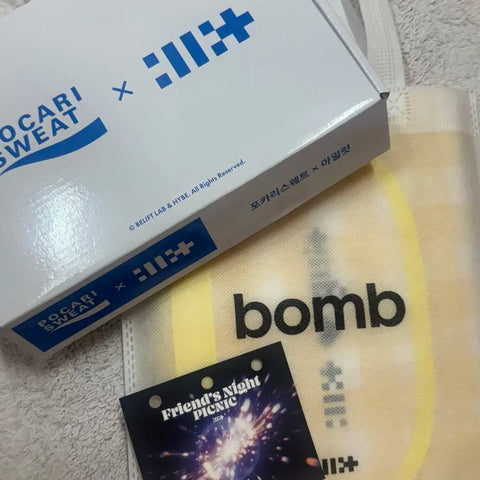 POCARI
SWEAT
×
© BELIFT LAB & HYBE. All Rights Reserved.
포카리스웨트 × 아일릿
POCARI
SWEAT
×
bomb
Friend's Night
PICNIC